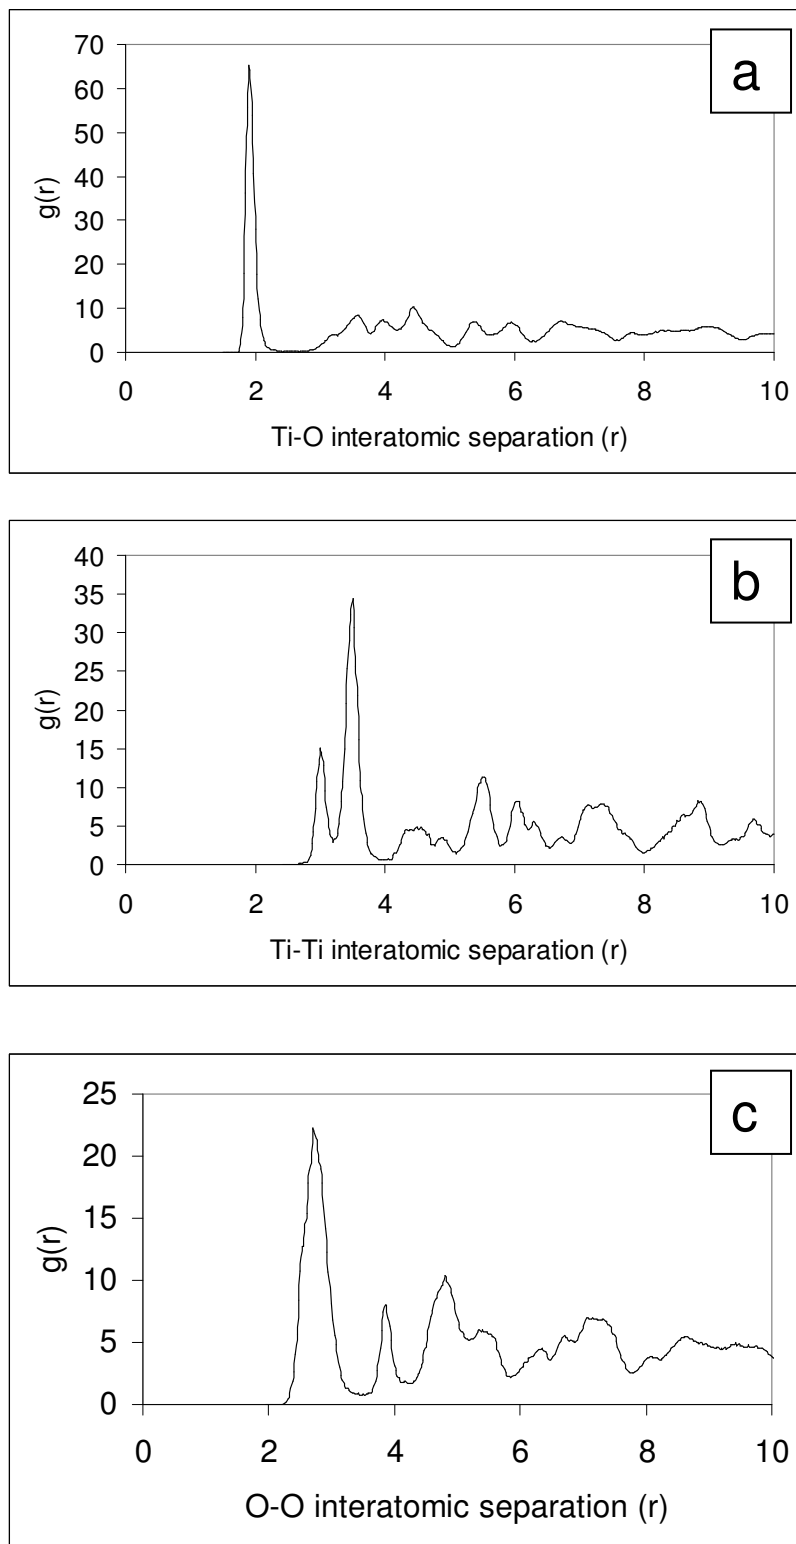 a
70
60
50
40
30
20
10
0
g(r)
0 2 4 6 8 10
Ti-O interatomic separation (r)
b
40
35
30
25
20
15
10
5
0
g(r)
0 2 4 6 8 10
Ti-Ti interatomic separation (r)
c
25
20
15
10
5
0
g(r)
0 2 4 6 8 10
O-O interatomic separation (r)